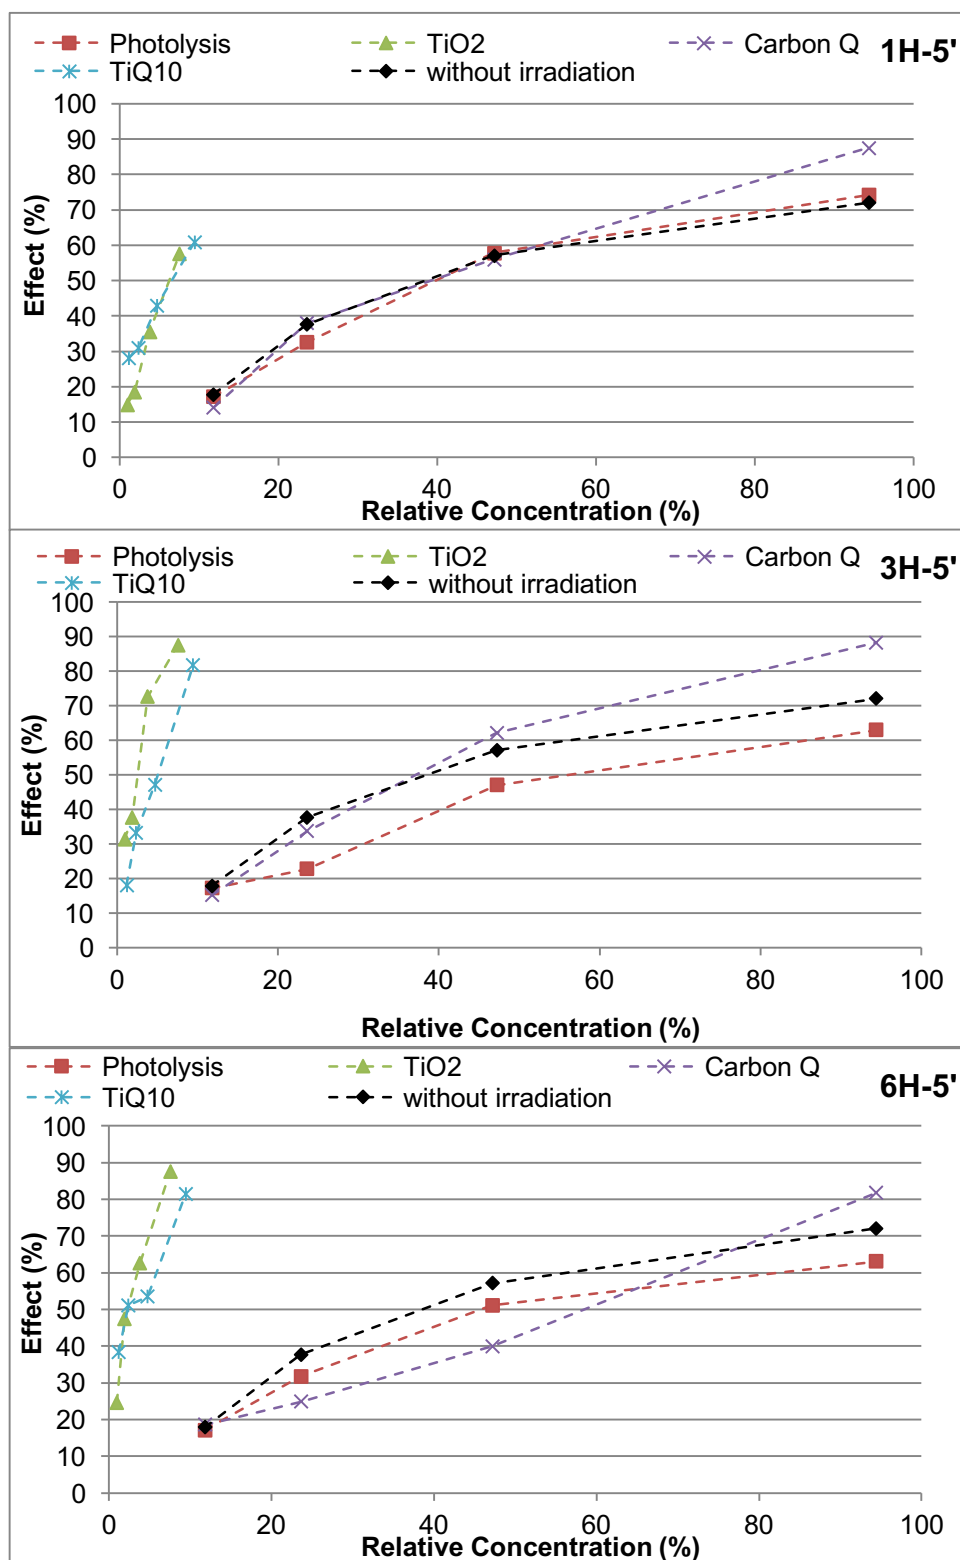 Photolysis TiO2 Carbon Q 1H-5'
TiQ10 without irradiation
100
90
80
70
60
50
40
30
20
10
0
Effect (%)
0 20 40 60 80 100
Relative Concentration (%)
Photolysis TiO2 Carbon Q 3H-5'
TiQ10 without irradiation
100
90
80
70
60
50
40
30
20
10
0
Effect (%)
0 20 40 60 80 100
Relative Concentration (%)
Photolysis TiO2 Carbon Q 6H-5'
TiQ10 without irradiation
100
90
80
70
60
50
40
30
20
10
0
Effect (%)
0 20 40 60 80 100
Relative Concentration (%)